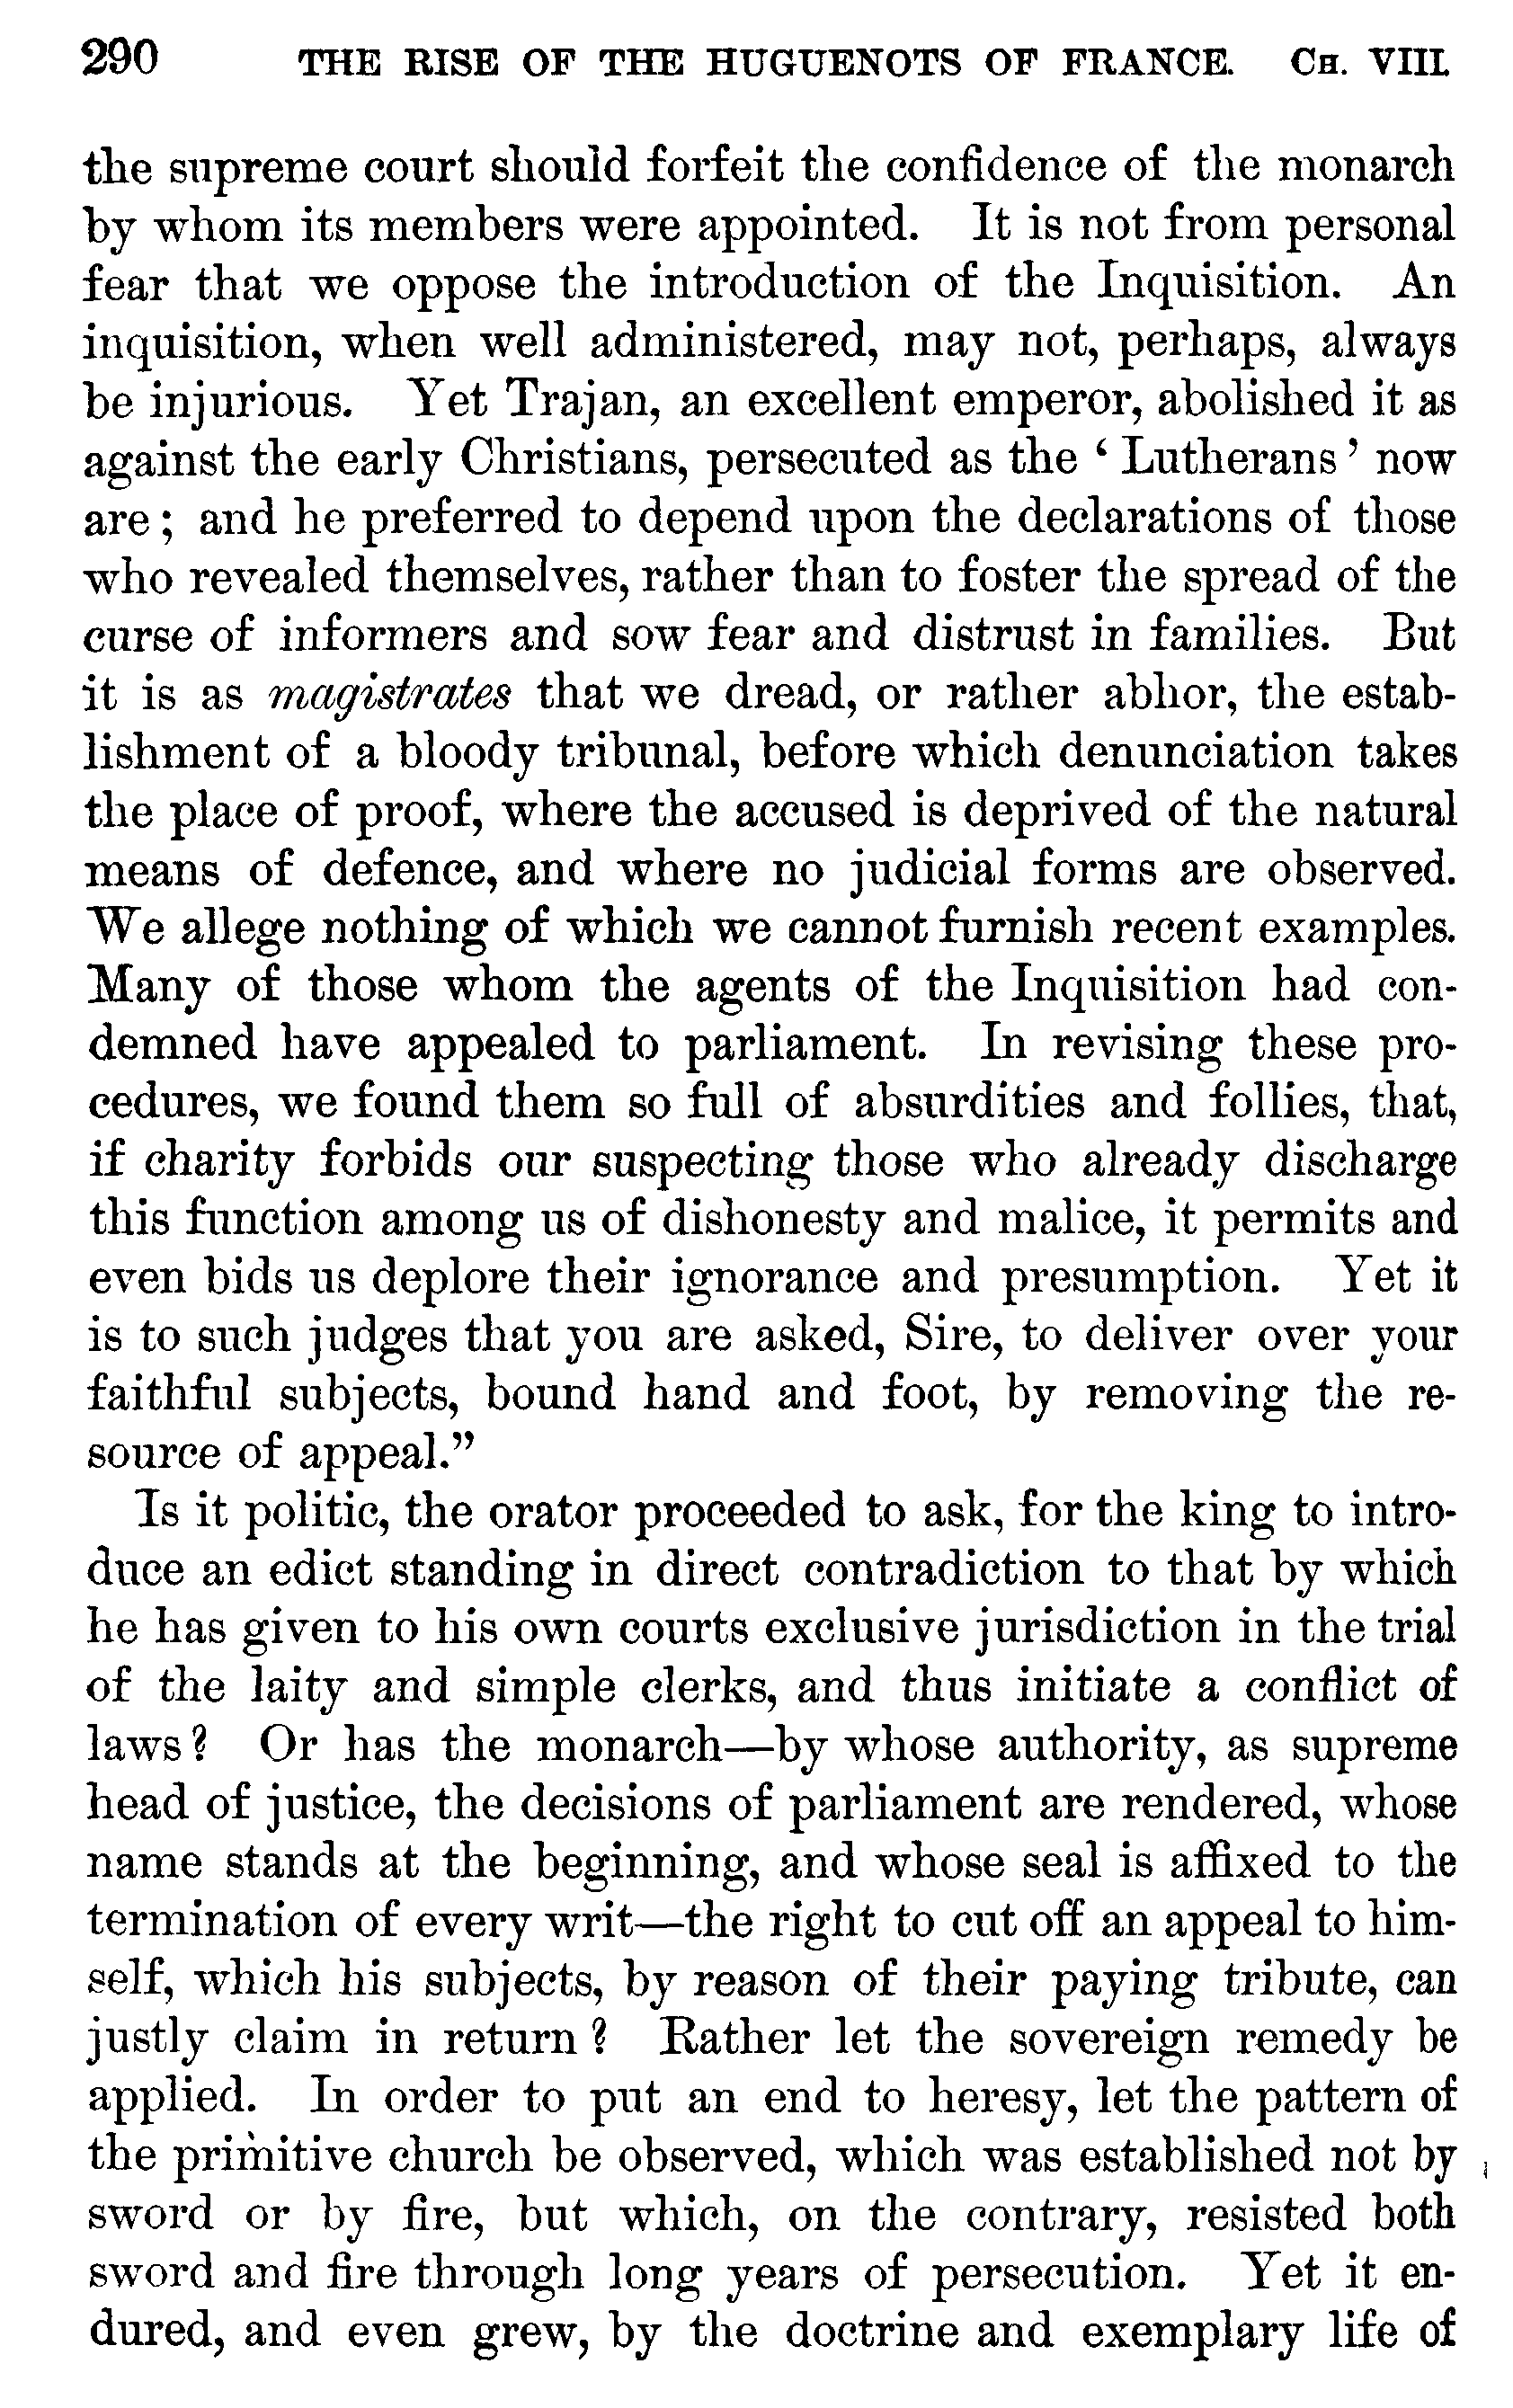 290 THE RISE OF THE HUGUENOTS OF FRANCE. CH. VIII.
the supreme court should forfeit the confidence of the monarch
by whom its members were appointed. It is not from personal
fear that we oppose the introduction of the Inquisition. An
inquisition, when well administered, may not, perhaps, always
be injurious. Yet Trajan, an excellent emperor, abolished it as
against the early Christians, persecuted as the ‘ Lutherans ’ now
are ; and he preferred to depend upon the declarations of those
who revealed themselves, rather than to foster the spread of the
curse of informers and sow fear and distrust in families. But
it is as magistrates that we dread, or rather abhor, the estab-
lishment of a bloody tribunal, before which denunciation takes
the place of proof, where the accused is deprived of the natural
means of defence, and where no judicial forms are observed.
We allege nothing of which we cannot furnish recent examples.
Many of those whom the agents of the Inquisition had con-
demned have appealed to parliament. In revising these pro-
cedures, we found them so full of absurdities and follies, that,
if charity forbids our suspecting those who already discharge
this function among us of dishonesty and malice, it permits and
even bids us deplore their ignorance and presumption. Yet it
is to such judges that you are asked, Sire, to deliver over your
faithful subjects, bound hand and foot, by removing the re-
source of appeal.”
Is it politic, the orator proceeded to ask, for the king to intro-
duce an edict standing in direct contradiction to that by which
he has given to his own courts exclusive jurisdiction in the trial
of the laity and simple clerks, and thus initiate a conflict of
laws ? Or has the monarch—by whose authority, as supreme
head of justice, the decisions of parliament are rendered, whose
name stands at the beginning, and whose seal is affixed to the
termination of every writ—the right to cut off an appeal to him-
self, which his subjects, by reason of their paying tribute, can
justly claim in return ? Rather let the sovereign remedy be
applied. In order to put an end to heresy, let the pattern of
the primitive church be observed, which was established not by
sword or by fire, but which, on the contrary, resisted both
sword and fire through long years of persecution. Yet it en-
dured, and even grew, by the doctrine and exemplary life of